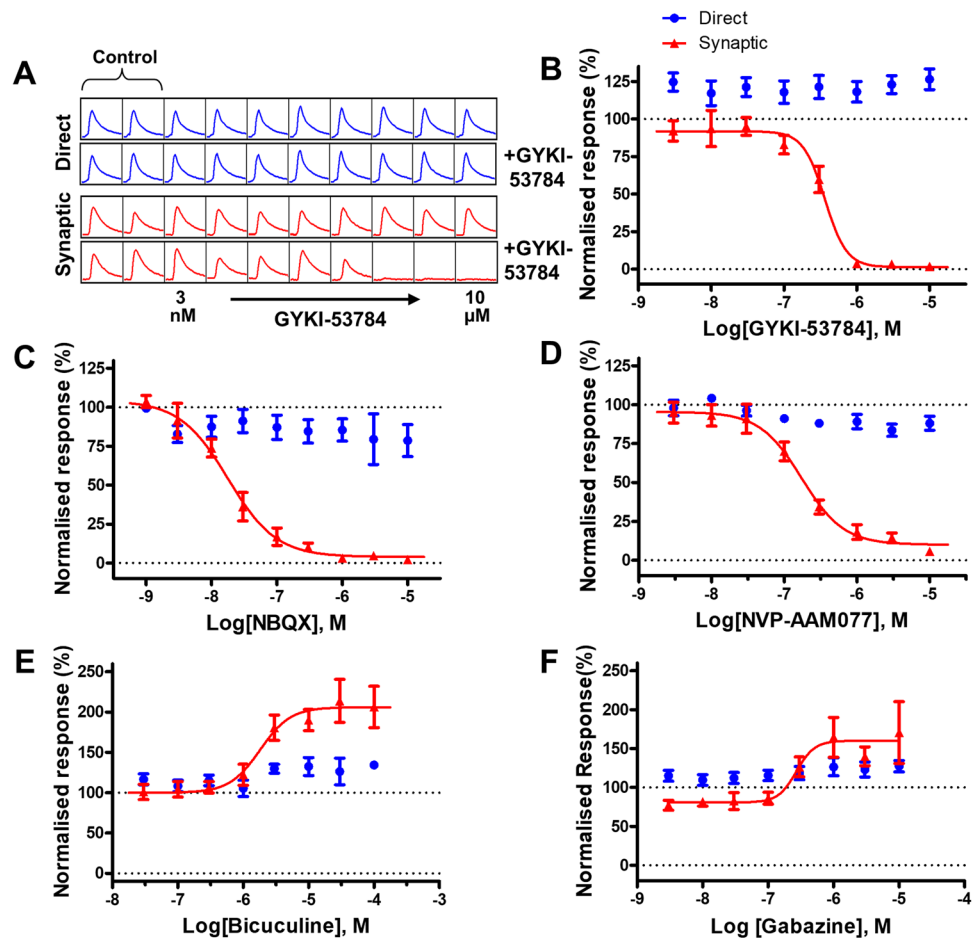 Direct
Synaptic
A
Control
Direct
+GYKI-
53784
Synaptic
+GYKI-
53784
3
nM
GYKI-53784
10
µM
B
Normalised response (%)
125
100
75
50
25
0
-9 -8 -7 -6 -5
Log[GYKI-53784], M
C
Normalised response (%)
125
100
75
50
25
0
-9 -8 -7 -6 -5
Log[NBQX], M
D
Normalised response (%)
125
100
75
50
25
0
-9 -8 -7 -6 -5
Log[NVP-AAM077], M
E
Normalised response (%)
250
200
150
100
50
0
-8 -7 -6 -5 -4 -3
Log[Bicuculine], M
F
Normalised Response(%)
250
200
150
100
50
0
-9 -8 -7 -6 -5 -4
Log [Gabazine], M